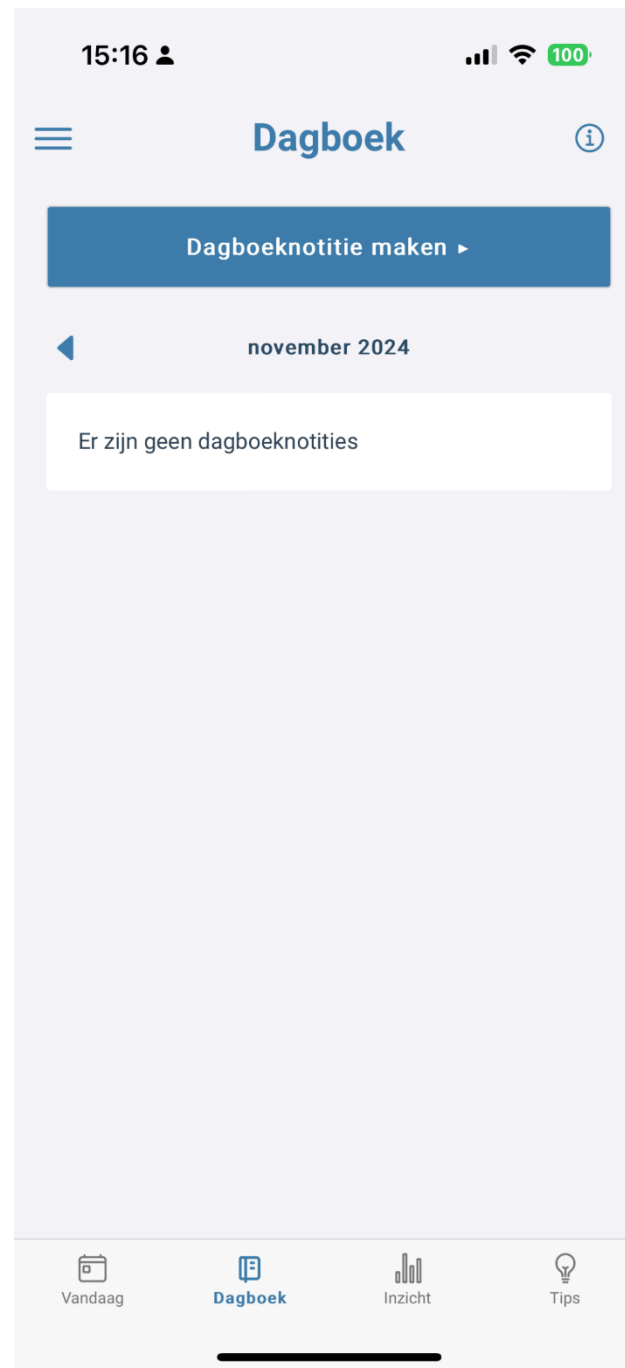 15:16
100
Dagboek
Dagboeknotitie maken ▸
november 2024
Er zijn geen dagboeknotities
Vandaag
Dagboek
Inzicht
Tips